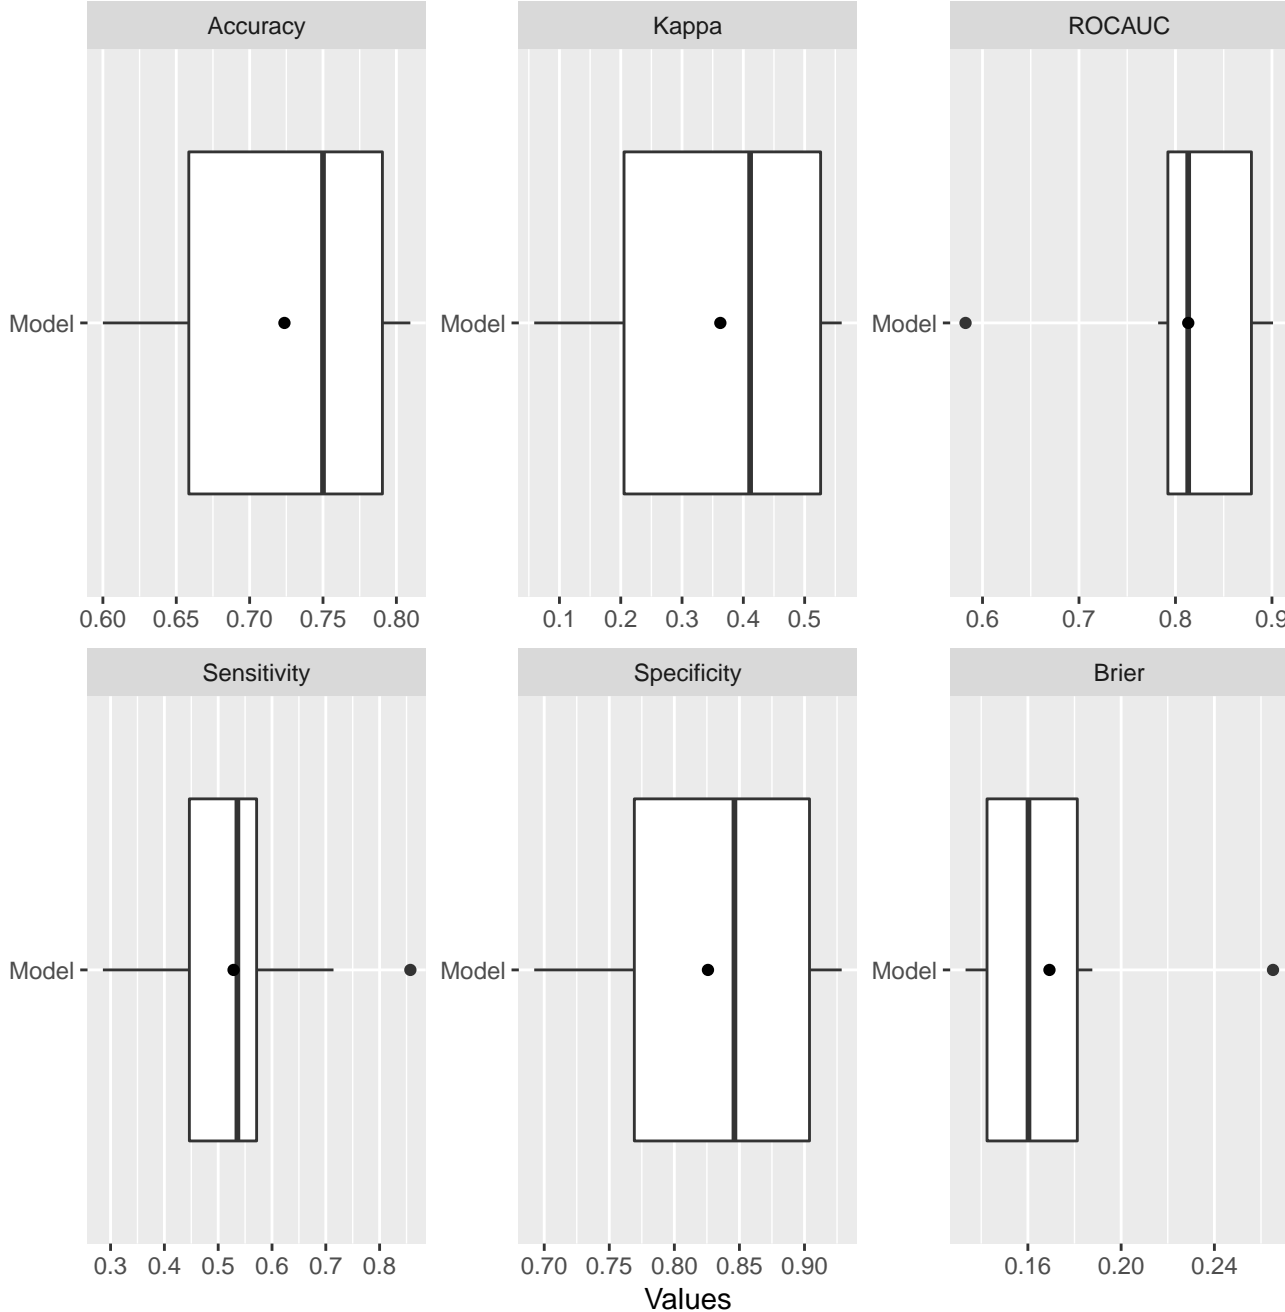 Accuracy Kappa ROCAUC
Model Model Model
0.60 0.65 0.70 0.75 0.80 0.1 0.2 0.3 0.4 0.5 0.6 0.7 0.8 0.9
Sensitivity Specificity Brier
Model Model Model
0.3 0.4 0.5 0.6 0.7 0.8 0.70 0.75 0.80 0.85 0.90 0.16 0.20 0.24
Values